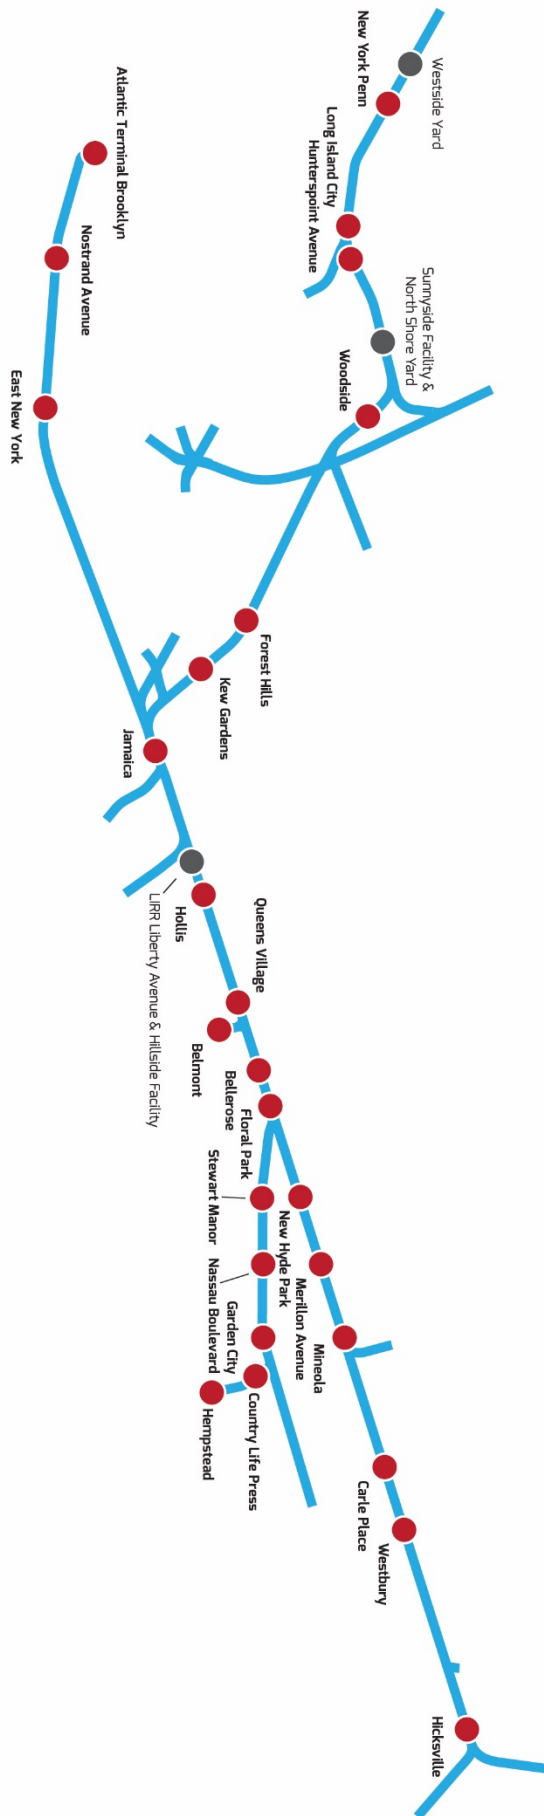 Westside Yard
New York Penn
Long Island City
Hunterspoint Avenue
Sunnyside Facility &
North Shore Yard
Woodside
Forest Hills
Kew Gardens
Atlantic Terminal Brooklyn
Nostrand Avenue
East New York
Jamaica
Hollis
LIRR Liberty Avenue & Hillside Facility
Queens Village
Belmont
Bellerose
Floral Park
Stewart Manor
New Hyde Park
Merillon Avenue
Mineola
Nassau Boulevard
Garden City
Country Life Press
Hempstead
Carle Place
Westbury
Hicksville